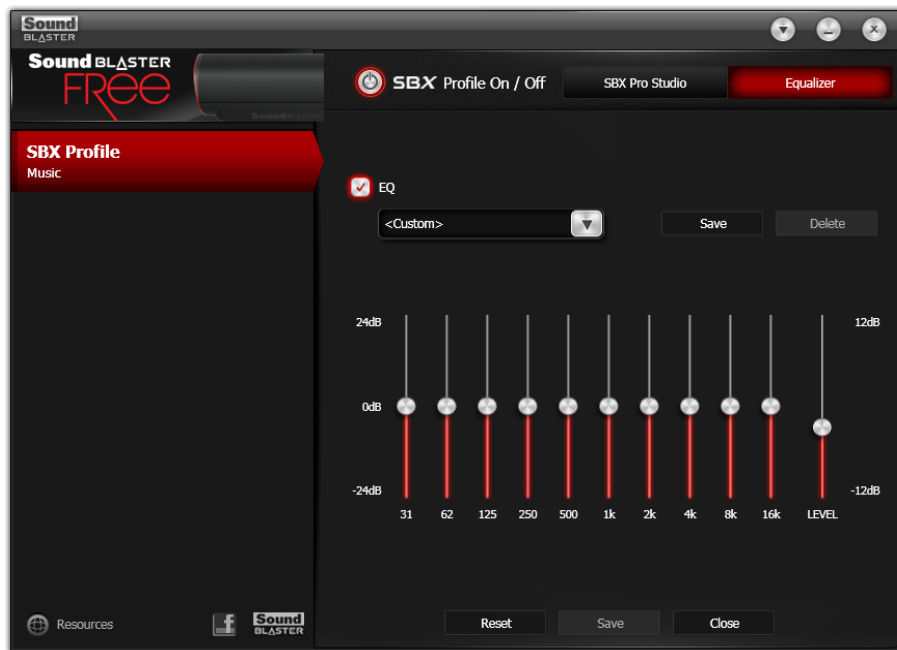 Sound
BLASTER
Sound BLASTER
FREE
SBX Profile On / Off
SBX Pro Studio
Equalizer
SBX Profile
Music
EQ
<Custom>
Save
Delete
24dB
12dB
0dB
-24dB
-12dB
31 62 125 250 500 1k 2k 4k 8k 16k LEVEL
Resources
f
Sound
BLASTER
Reset
Save
Close